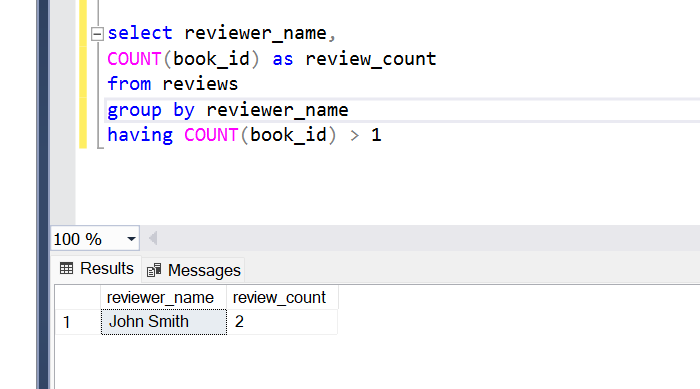 select reviewer_name,
COUNT(book_id) as review_count
from reviews
group by reviewer_name
having COUNT(book_id) > 1
100 %
Results Messages
reviewer_name review_count
1 John Smith 2